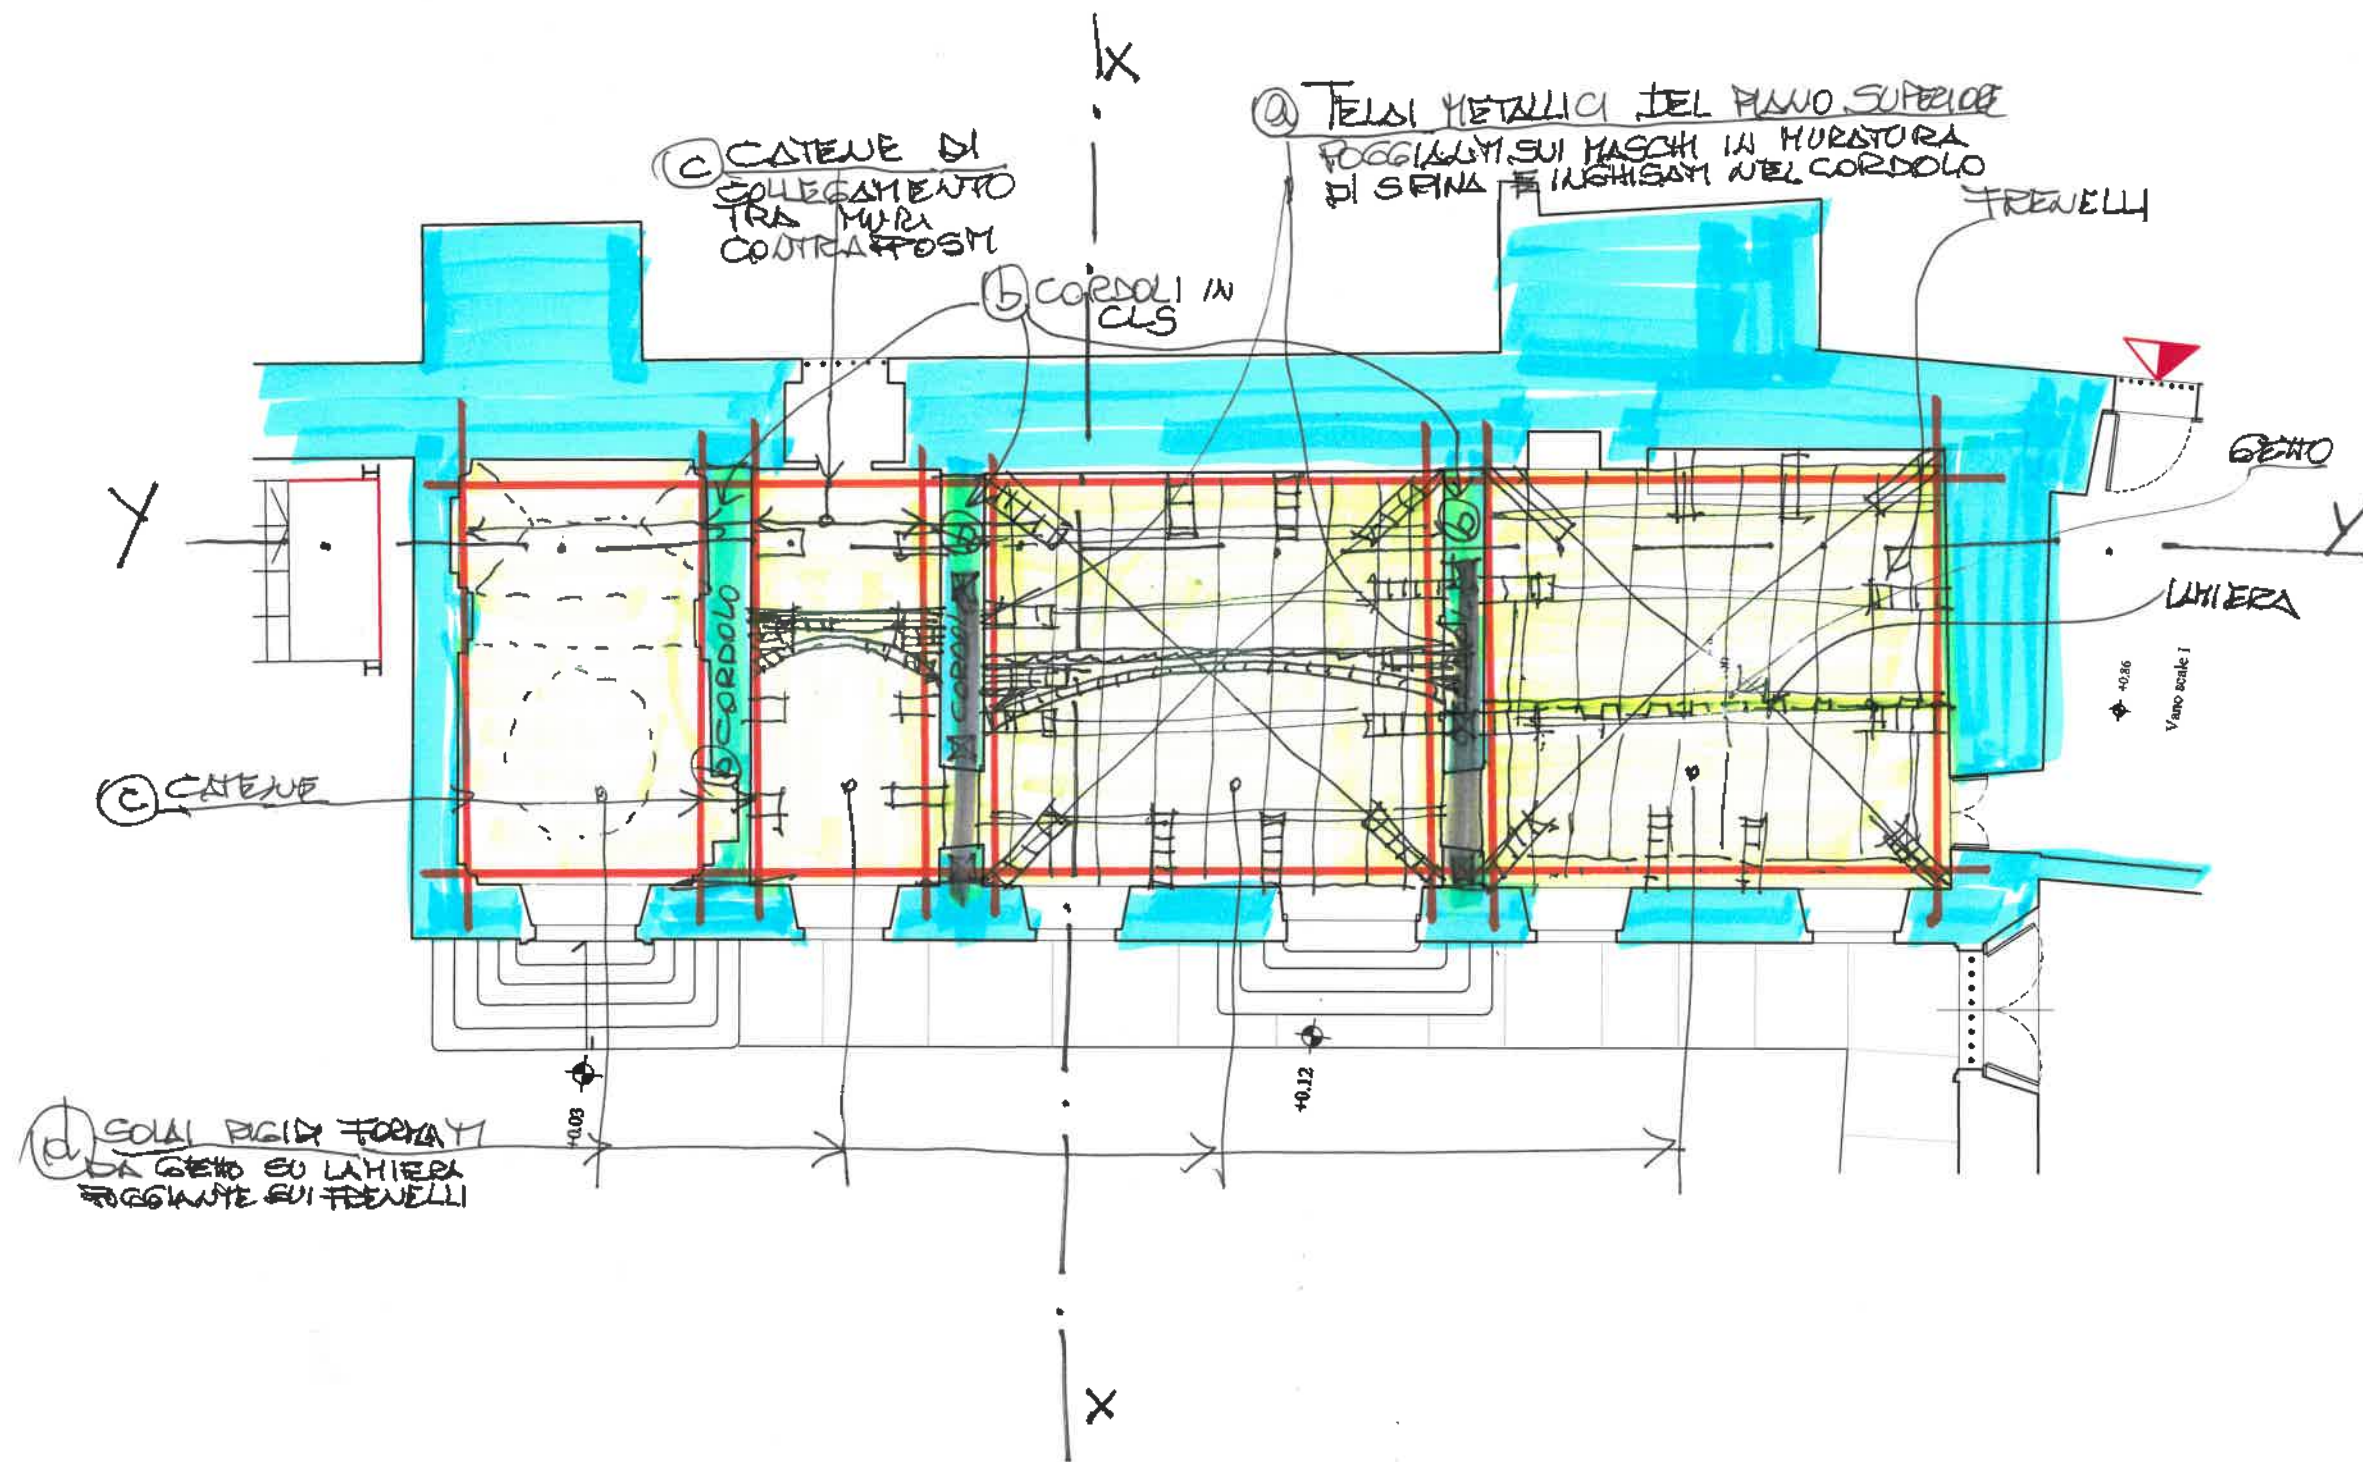 X
a TELAI METALLICI DEL PIANO SUPERIORE
POGGIANTI SUI MASCHI IN MURATURA
DI SPINA E INGHISATI NEL CORDOLO
c CATENE DI
COLLEGAMENTO
TRA MURI
CONTRAPPOSTI
FRENELLI
b CORDOLI IN
CLS
GETTO
Y
Y
b
b
LAMIERA
CORDOLO
CORDOLO
b
+0.86
Vano scale 1
c CATENE
+0.03
+0.12
d SOLAI RIGIDI FORMATI
DA GETTO SU LAMIERA
POGGIANTE SUI FRENELLI
X